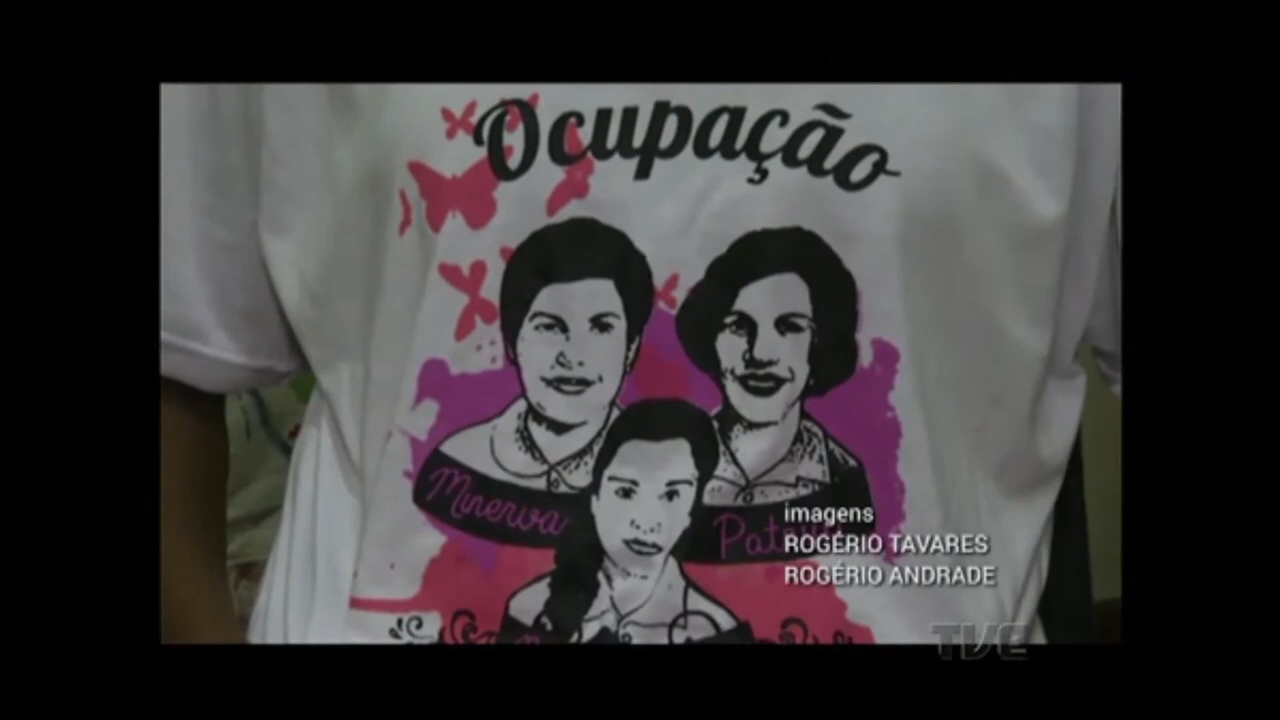 Ocupação
Minerva
imagens
ROGÉRIO TAVARES
ROGÉRIO ANDRADE
TVE